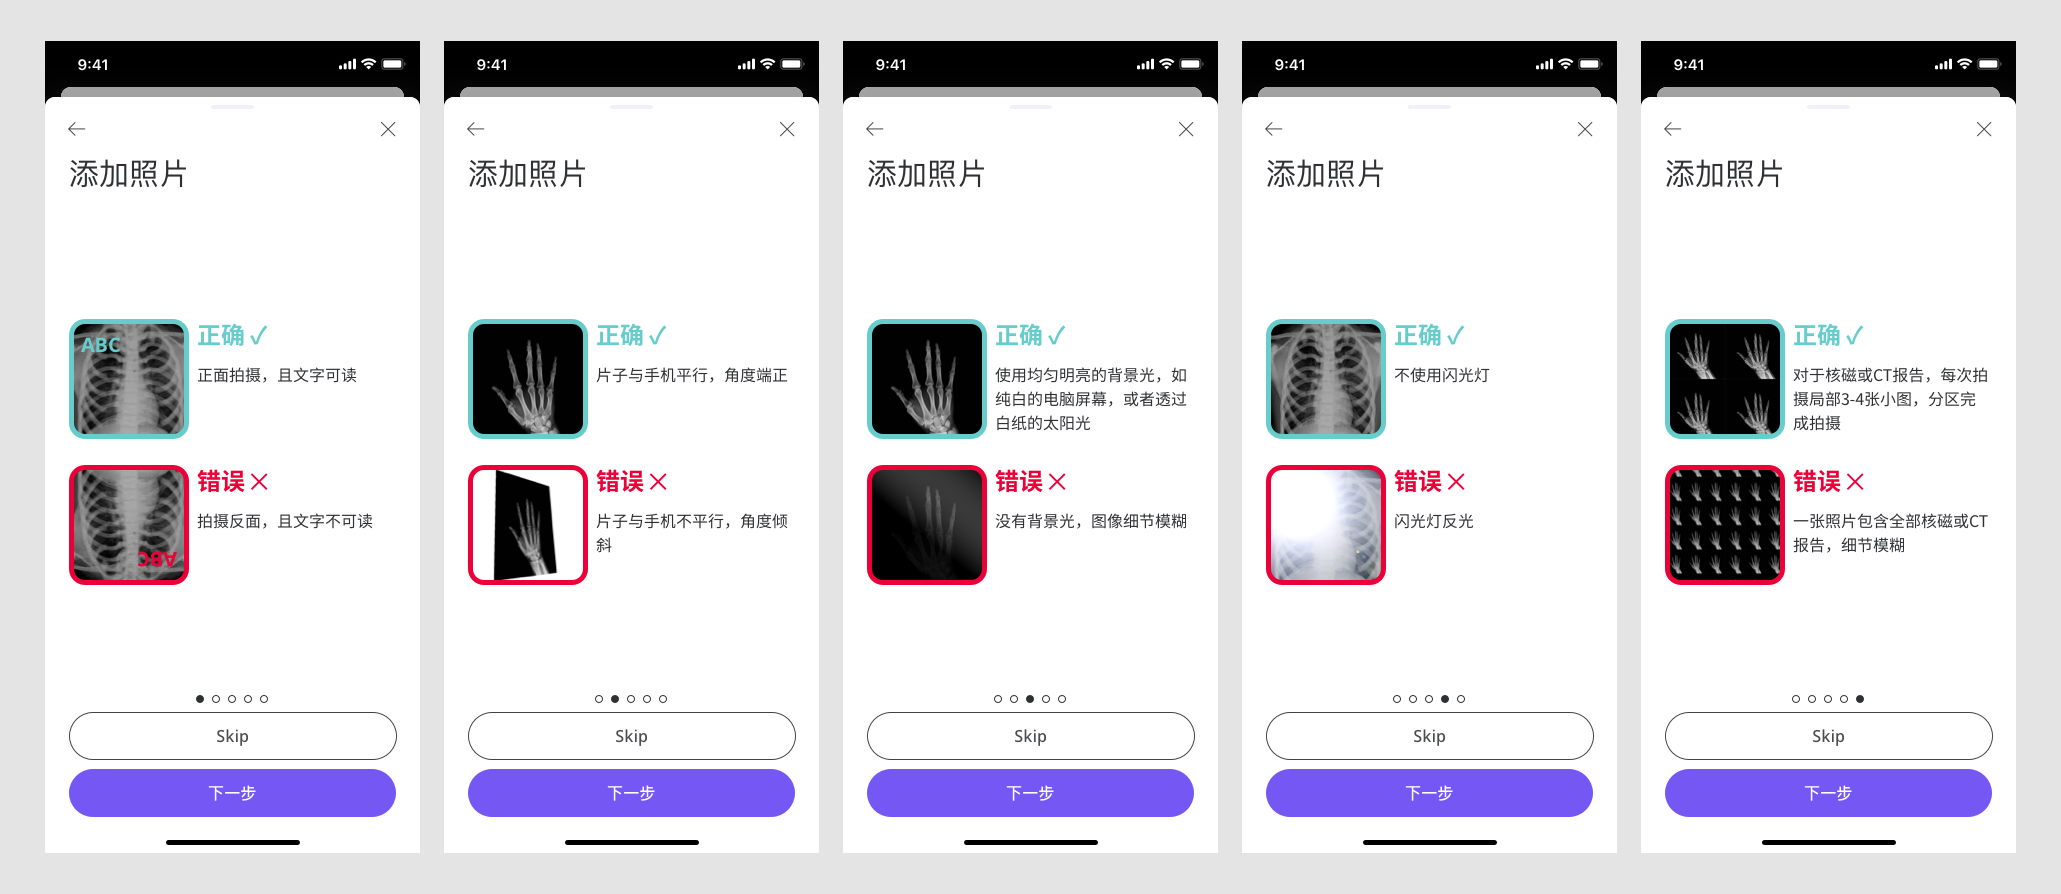 9:41
添加照片
ABC
正确
正面拍摄，且文字可读
ABC
错误
拍摄反面，且文字不可读
Skip
下一步
9:41
添加照片
正确
片子与手机平行，角度端正
错误
片子与手机不平行，角度倾
斜
Skip
下一步
9:41
添加照片
正确
使用均匀明亮的背景光，如
纯白的电脑屏幕，或者透过
白纸的太阳光
错误
没有背景光，图像细节模糊
Skip
下一步
9:41
添加照片
正确
不使用闪光灯
错误
闪光灯反光
Skip
下一步
9:41
添加照片
正确
对于核磁或CT报告，每次拍
摄局部3-4张小图，分区完
成拍摄
错误
一张照片包含全部核磁或CT
报告，细节模糊
Skip
下一步